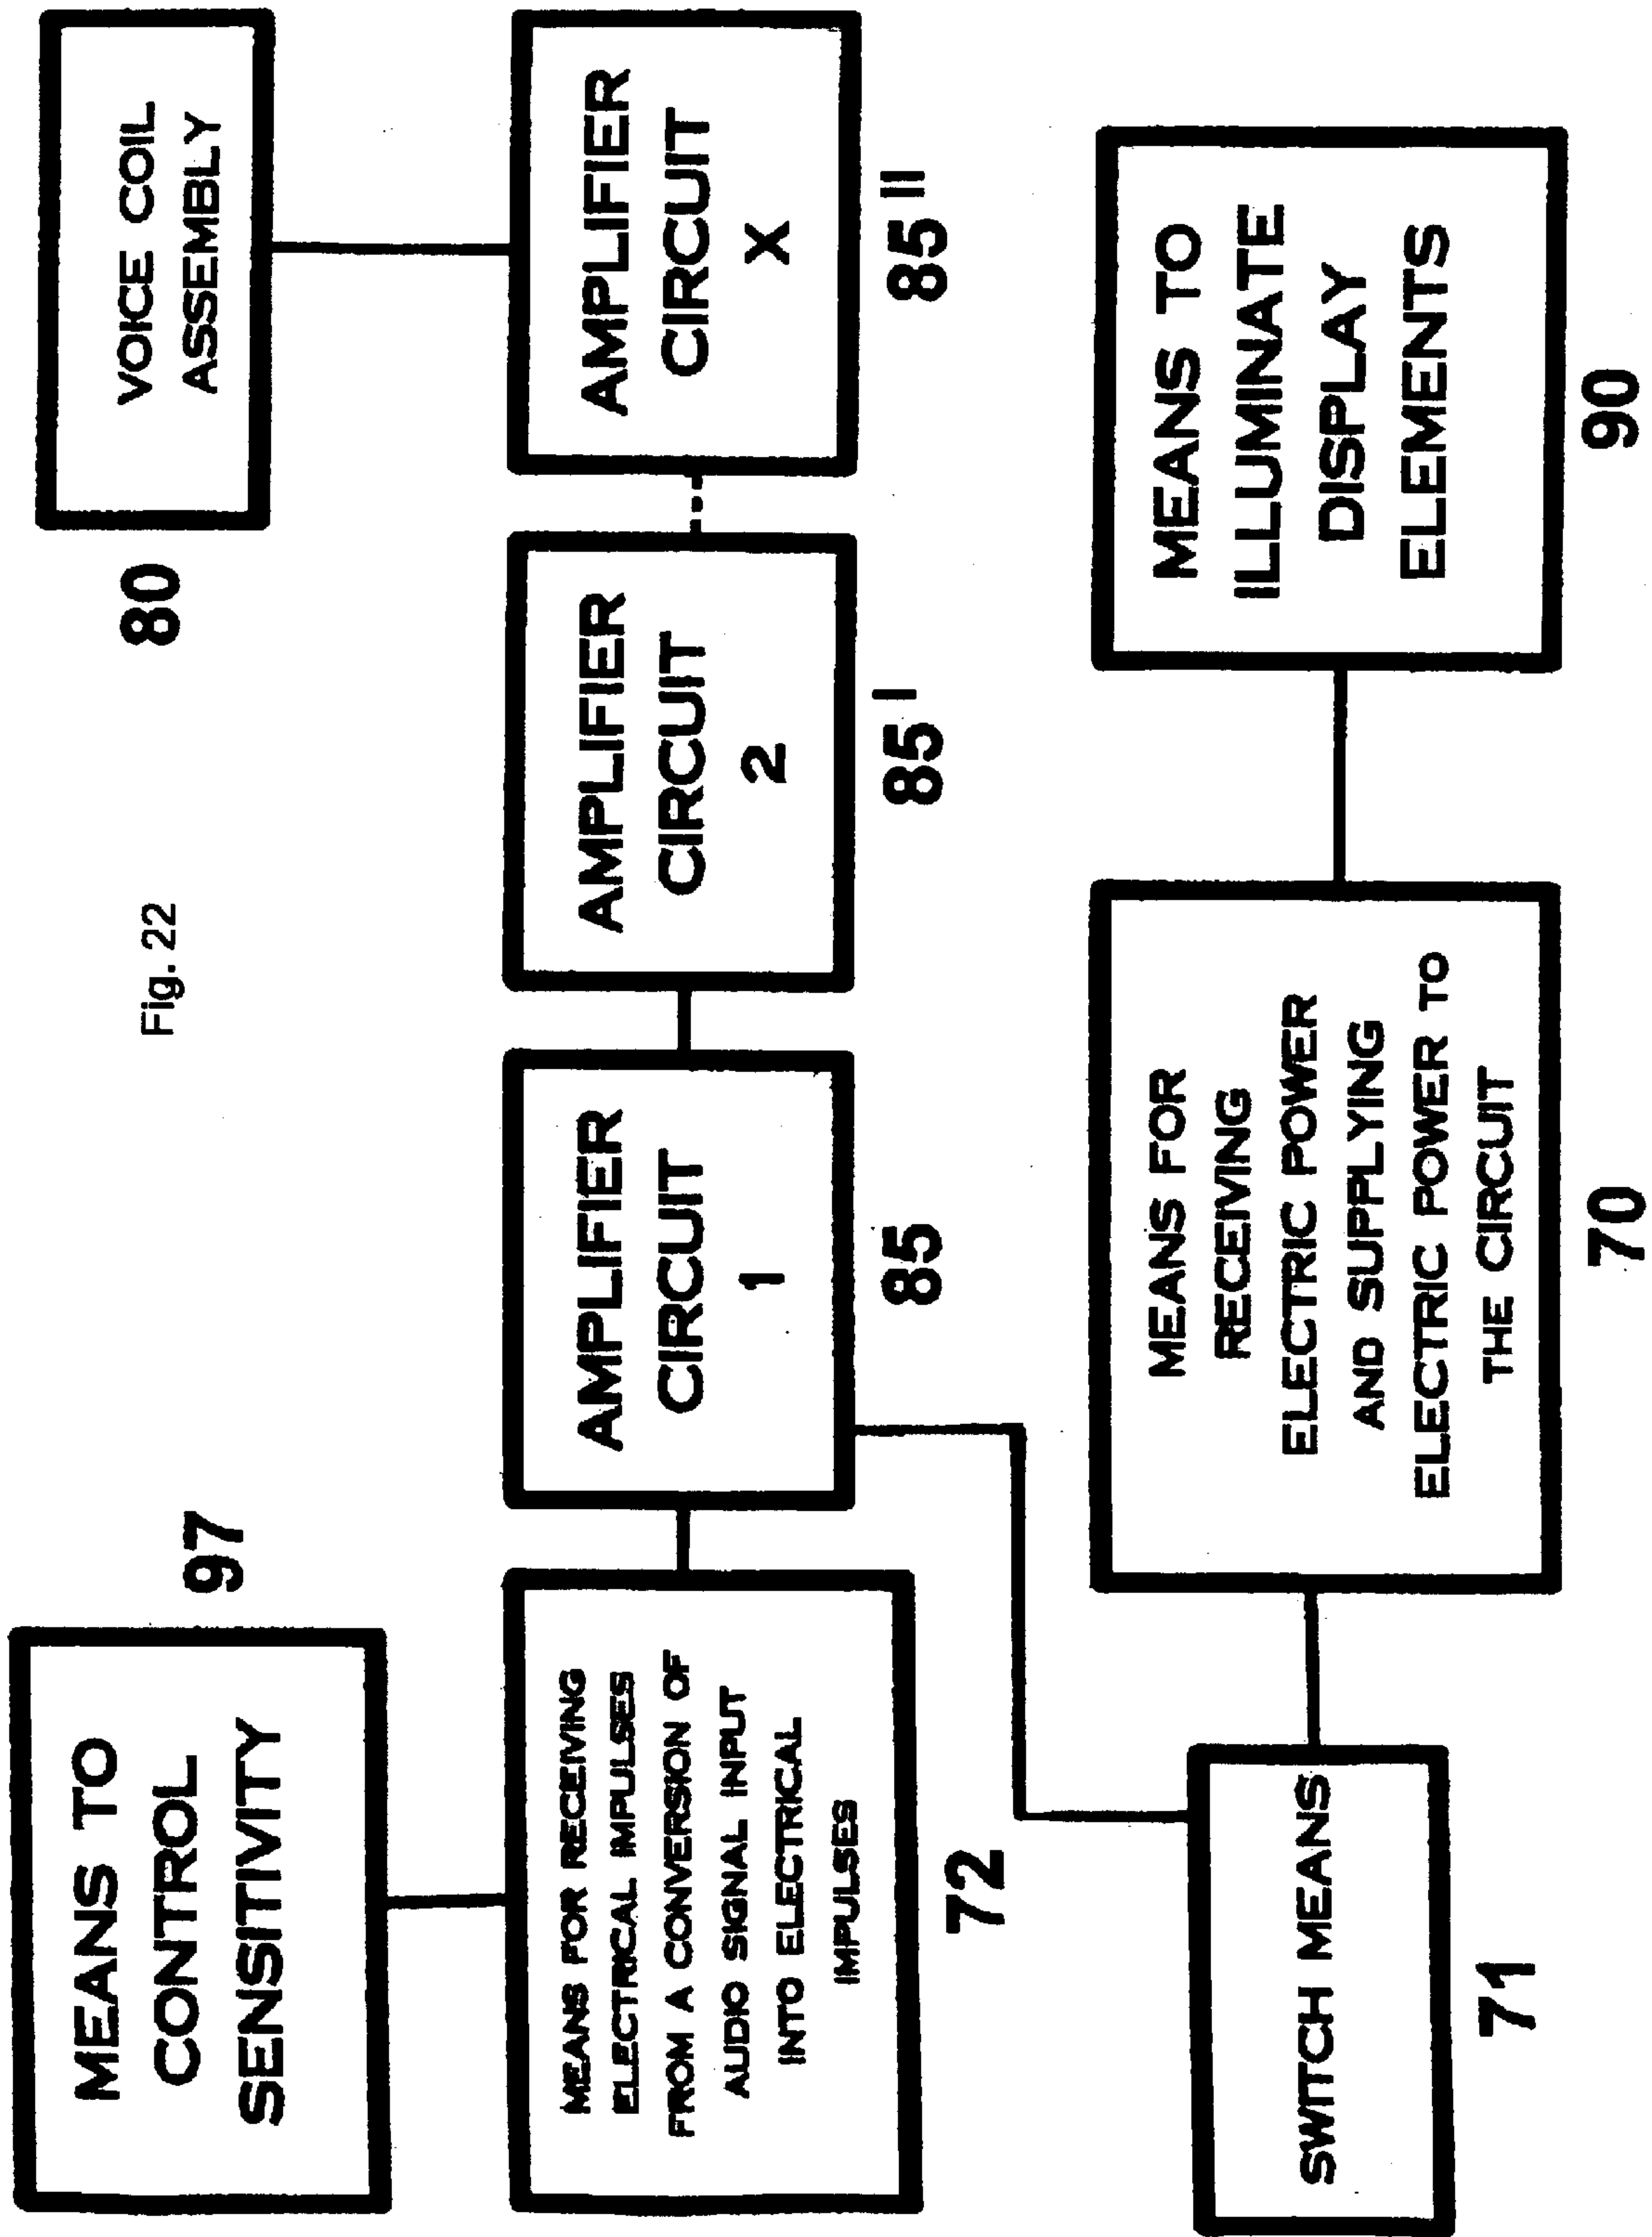 Fig. 22
MEANS TO
CONTROL
SENSITIVITY
97
VOICE COIL
ASSEMBLY
80
MEANS FOR RECEIVING
ELECTRICAL IMPULSES
FROM A CONVERSION OF
AUDIO SIGNAL INPUT
INTO ELECTRICAL
IMPULSES
72
AMPLIFIER
CIRCUIT
1
85
AMPLIFIER
CIRCUIT
2
85'
AMPLIFIER
CIRCUIT
X
85''
SWITCH MEANS
71
MEANS FOR
RECEIVING
ELECTRIC POWER
AND SUPPLYING
ELECTRIC POWER TO
THE CIRCUIT
70
MEANS TO
ILLUMINATE
DISPLAY
ELEMENTS
90